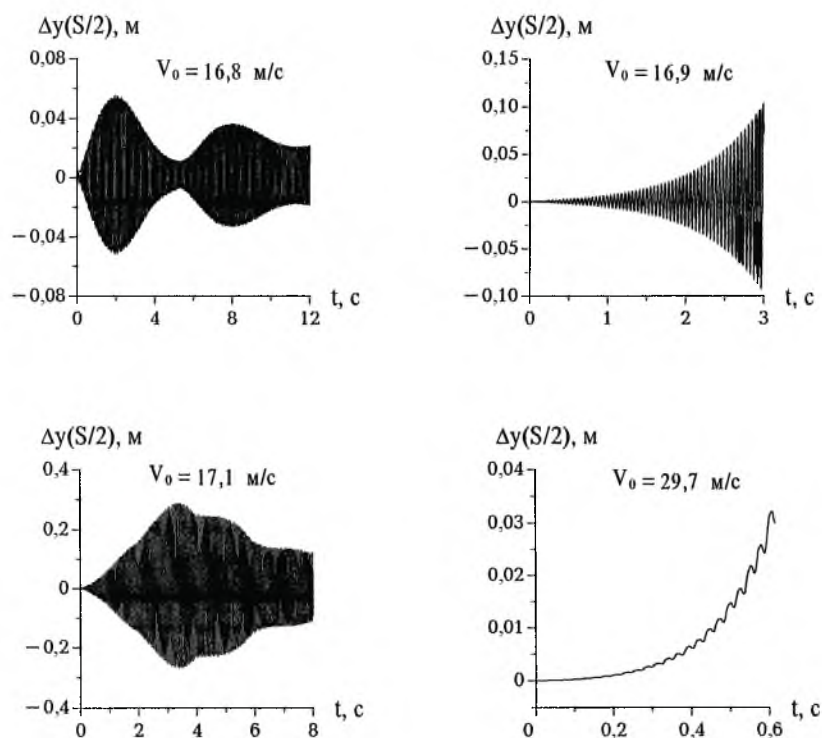 Δy(S/2), м
V₀ = 16,8 м/с
0,08
0,04
0
−0,04
−0,08
0 4 8 12
t, с
Δy(S/2), м
V₀ = 16,9 м/с
0,15
0,10
0,05
0
−0,05
−0,10
0 1 2 3
t, с
Δy(S/2), м
V₀ = 17,1 м/с
0,4
0,2
0
−0,2
−0,4
0 2 4 6 8
t, с
Δy(S/2), м
V₀ = 29,7 м/с
0,04
0,03
0,02
0,01
0
0 0,2 0,4 0,6
t, с